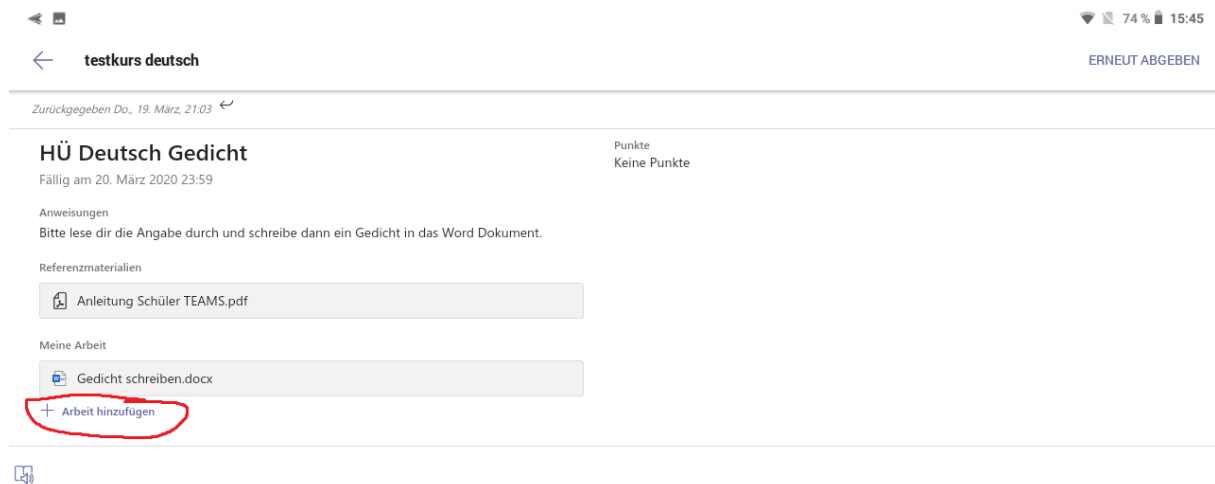 74 % 15:45
testkurs deutsch
ERNEUT ABGEBEN
Zurückgegeben Do., 19. März, 21:03
HÜ Deutsch Gedicht
Fällig am 20. März 2020 23:59
Punkte
Keine Punkte
Anweisungen
Bitte lese dir die Angabe durch und schreibe dann ein Gedicht in das Word Dokument.
Referenzmaterialien
Anleitung Schüler TEAMS.pdf
Meine Arbeit
Gedicht schreiben.docx
+ Arbeit hinzufügen